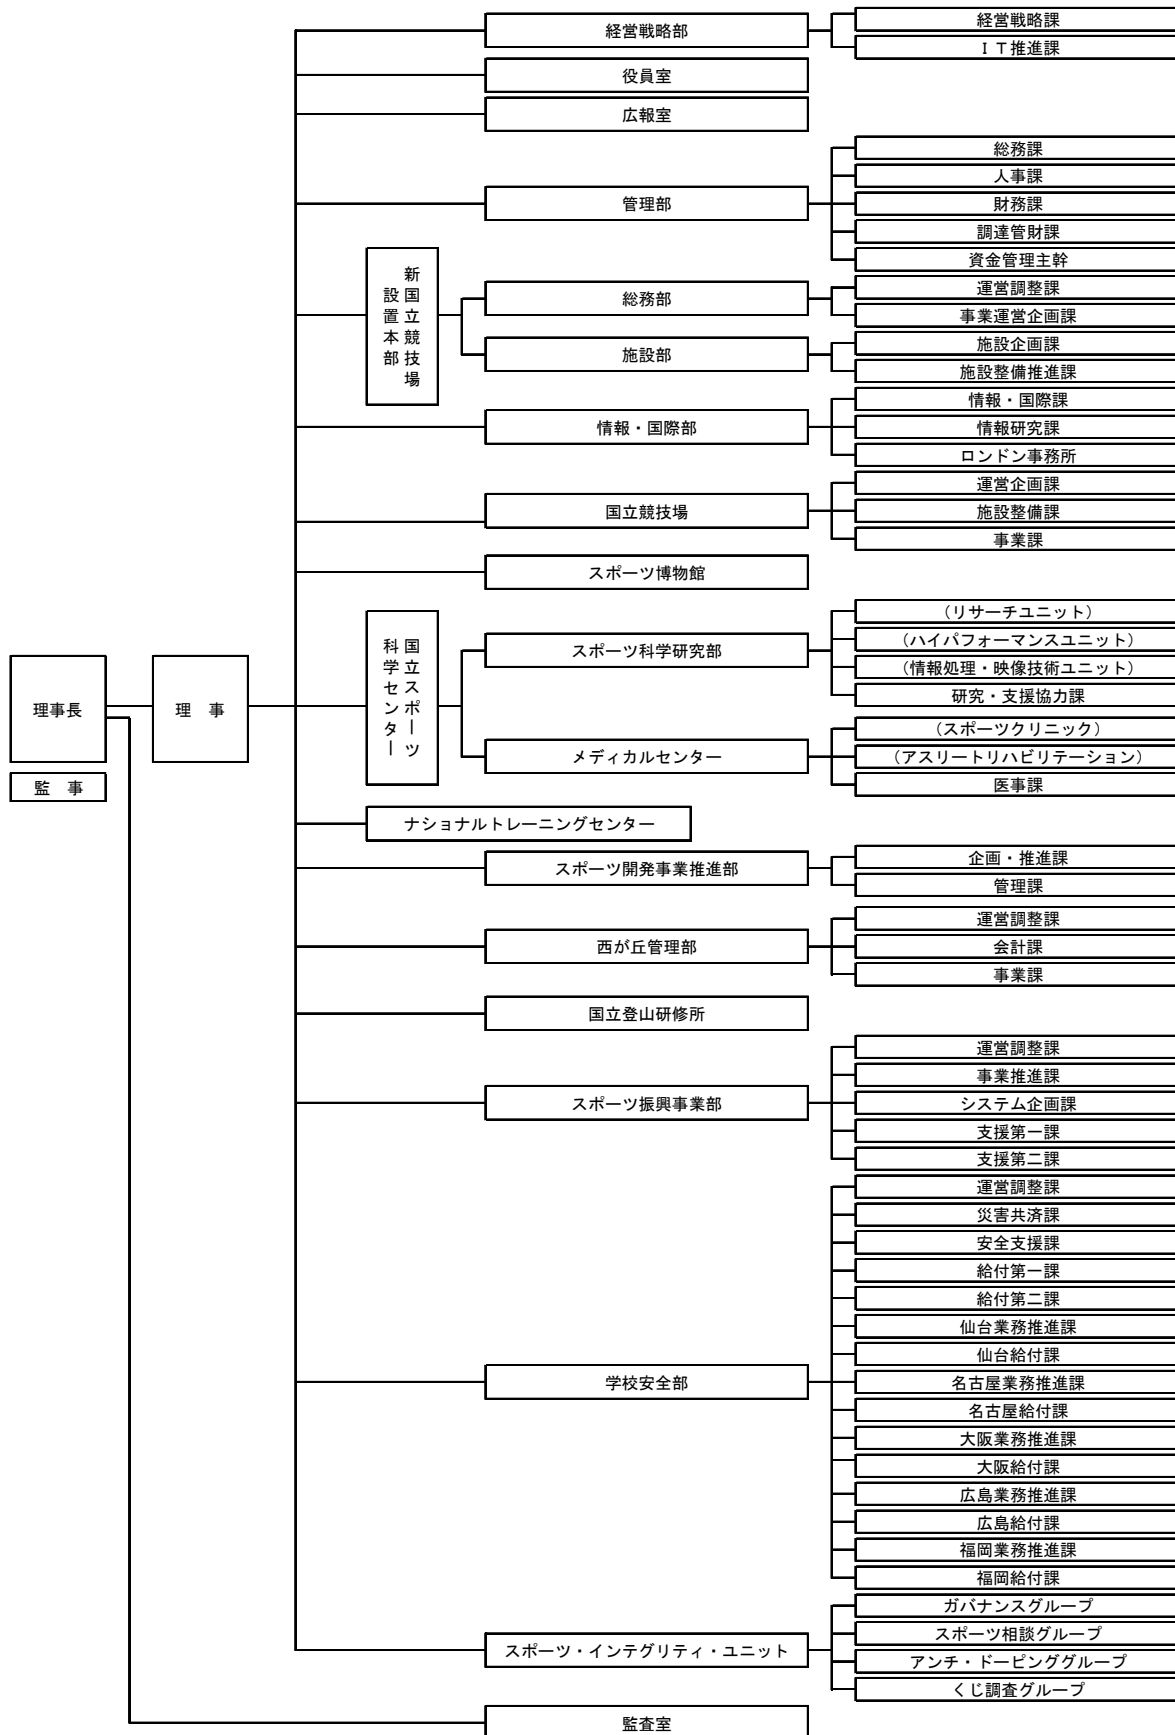 経営戦略部
経営戦略課
ＩＴ推進課
役員室
広報室
管理部
総務課
人事課
財務課
調達管財課
資金管理主幹
新国立競技場
設置本部
総務部
運営調整課
事業運営企画課
施設部
施設企画課
施設整備推進課
情報・国際部
情報・国際課
情報研究課
ロンドン事務所
国立競技場
運営企画課
施設整備課
事業課
スポーツ博物館
理事長
監　事
理　事
国立スポーツ
科学センター
スポーツ科学研究部
（リサーチユニット）
（ハイパフォーマンスユニット）
（情報処理・映像技術ユニット）
研究・支援協力課
メディカルセンター
（スポーツクリニック）
（アスリートリハビリテーション）
医事課
ナショナルトレーニングセンター
スポーツ開発事業推進部
企画・推進課
管理課
西が丘管理部
運営調整課
会計課
事業課
国立登山研修所
スポーツ振興事業部
運営調整課
事業推進課
システム企画課
支援第一課
支援第二課
学校安全部
運営調整課
災害共済課
安全支援課
給付第一課
給付第二課
仙台業務推進課
仙台給付課
名古屋業務推進課
名古屋給付課
大阪業務推進課
大阪給付課
広島業務推進課
広島給付課
福岡業務推進課
福岡給付課
スポーツ・インテグリティ・ユニット
ガバナンスグループ
スポーツ相談グループ
アンチ・ドーピンググループ
くじ調査グループ
監査室